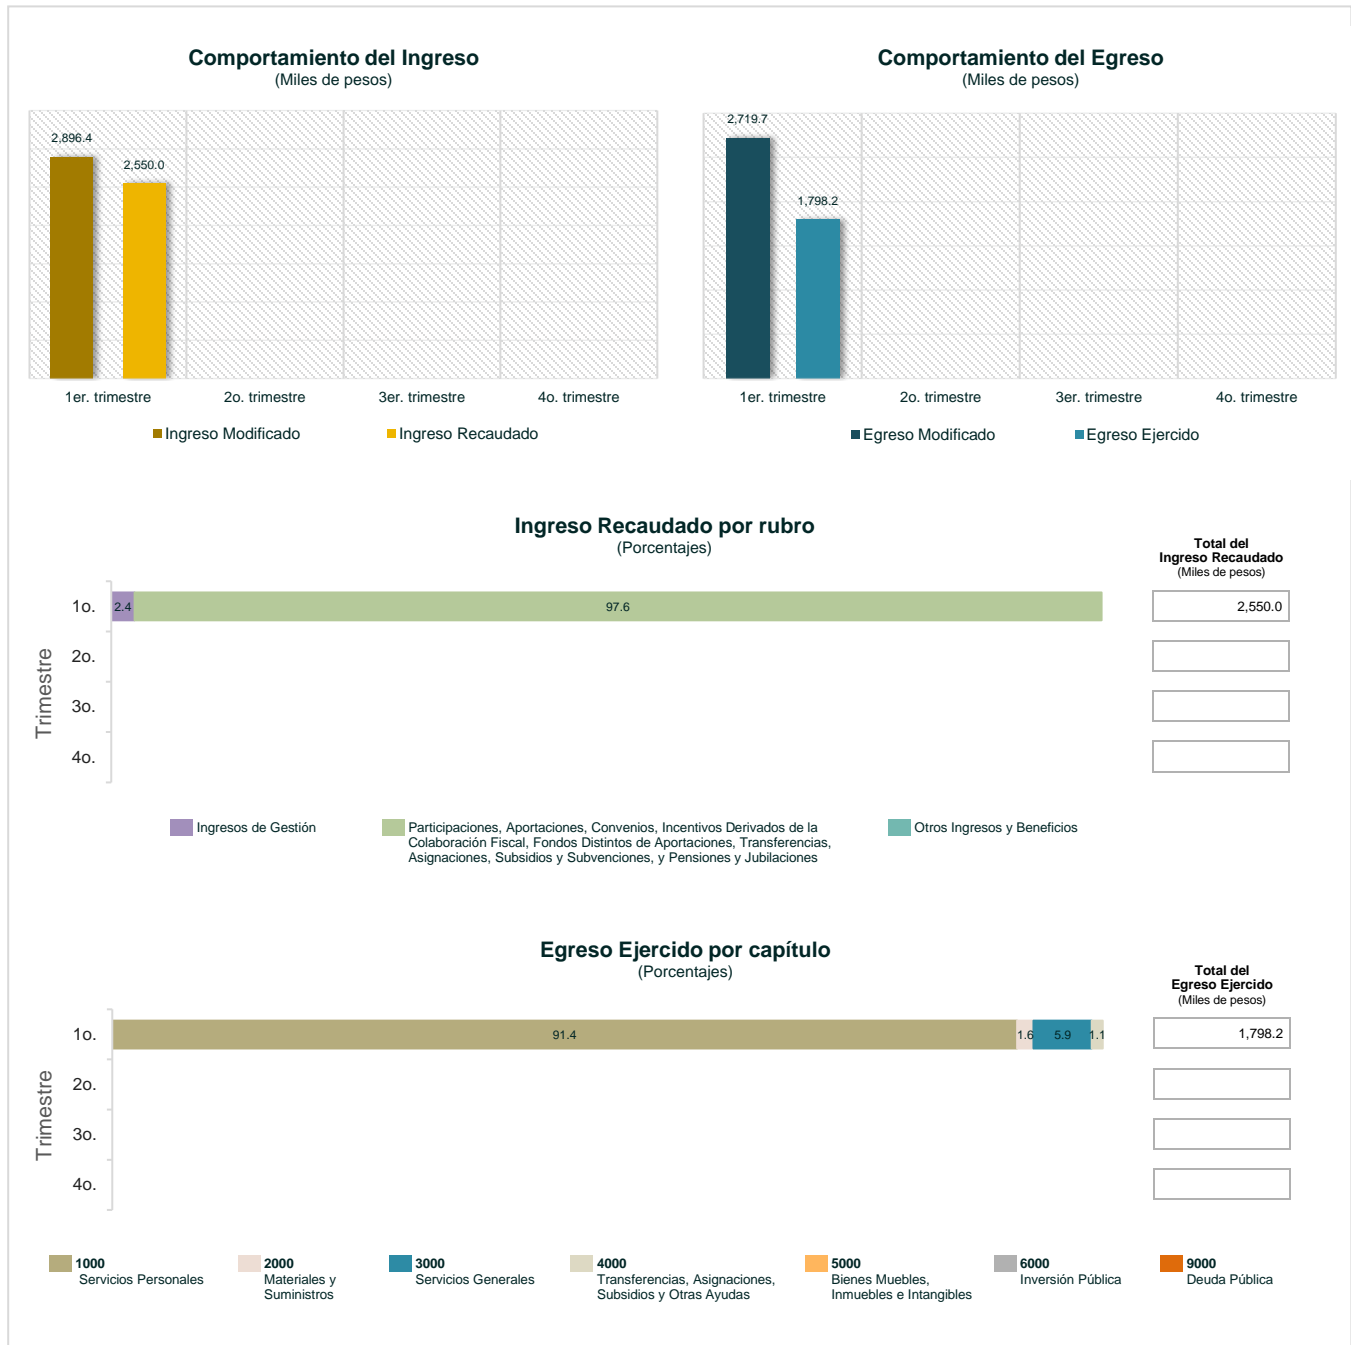 Comportamiento del Ingreso
(Miles de pesos)
2,896.4
2,550.0
1er. trimestre
2o. trimestre
3er. trimestre
4o. trimestre
Ingreso Modificado
Ingreso Recaudado
Comportamiento del Egreso
(Miles de pesos)
2,719.7
1,798.2
1er. trimestre
2o. trimestre
3er. trimestre
4o. trimestre
Egreso Modificado
Egreso Ejercido
Ingreso Recaudado por rubro
(Porcentajes)
Total del
Ingreso Recaudado
(Miles de pesos)
Trimestre
1o.
2.4
97.6
2,550.0
2o.
3o.
4o.
Ingresos de Gestión
Participaciones, Aportaciones, Convenios, Incentivos Derivados de la
Colaboración Fiscal, Fondos Distintos de Aportaciones, Transferencias,
Asignaciones, Subsidios y Subvenciones, y Pensiones y Jubilaciones
Otros Ingresos y Beneficios
Egreso Ejercido por capítulo
(Porcentajes)
Total del
Egreso Ejercido
(Miles de pesos)
Trimestre
1o.
91.4
1.6
5.9
1.1
1,798.2
2o.
3o.
4o.
1000
Servicios Personales
2000
Materiales y
Suministros
3000
Servicios Generales
4000
Transferencias, Asignaciones,
Subsidios y Otras Ayudas
5000
Bienes Muebles,
Inmuebles e Intangibles
6000
Inversión Pública
9000
Deuda Pública